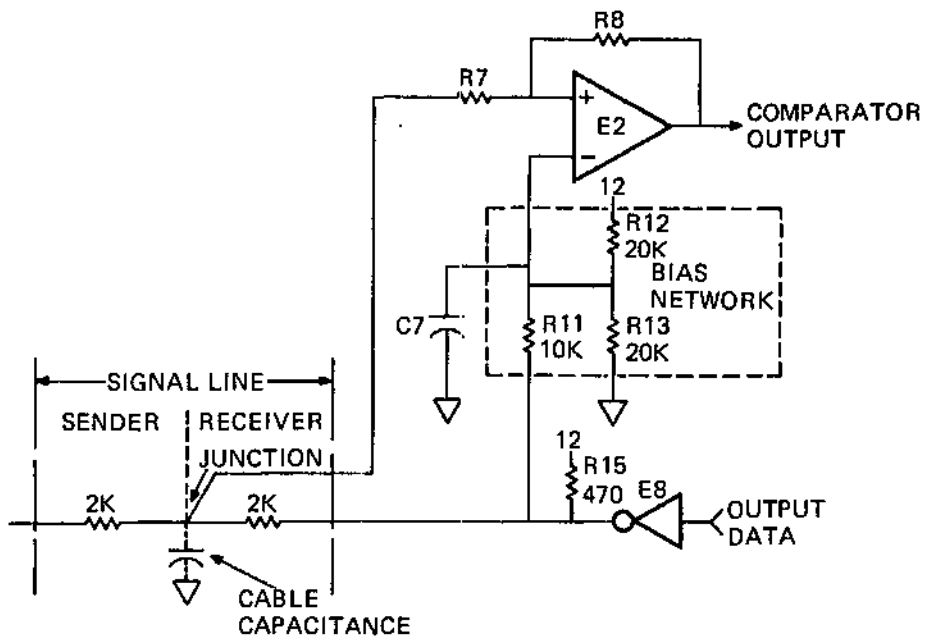 R8
R7
+
E2
−
COMPARATOR
OUTPUT
12
R12
20K
BIAS
NETWORK
C7
R11
10K
R13
20K
SIGNAL LINE
SENDER
RECEIVER
JUNCTION
12
R15
470
E8
2K
2K
OUTPUT
DATA
CABLE
CAPACITANCE